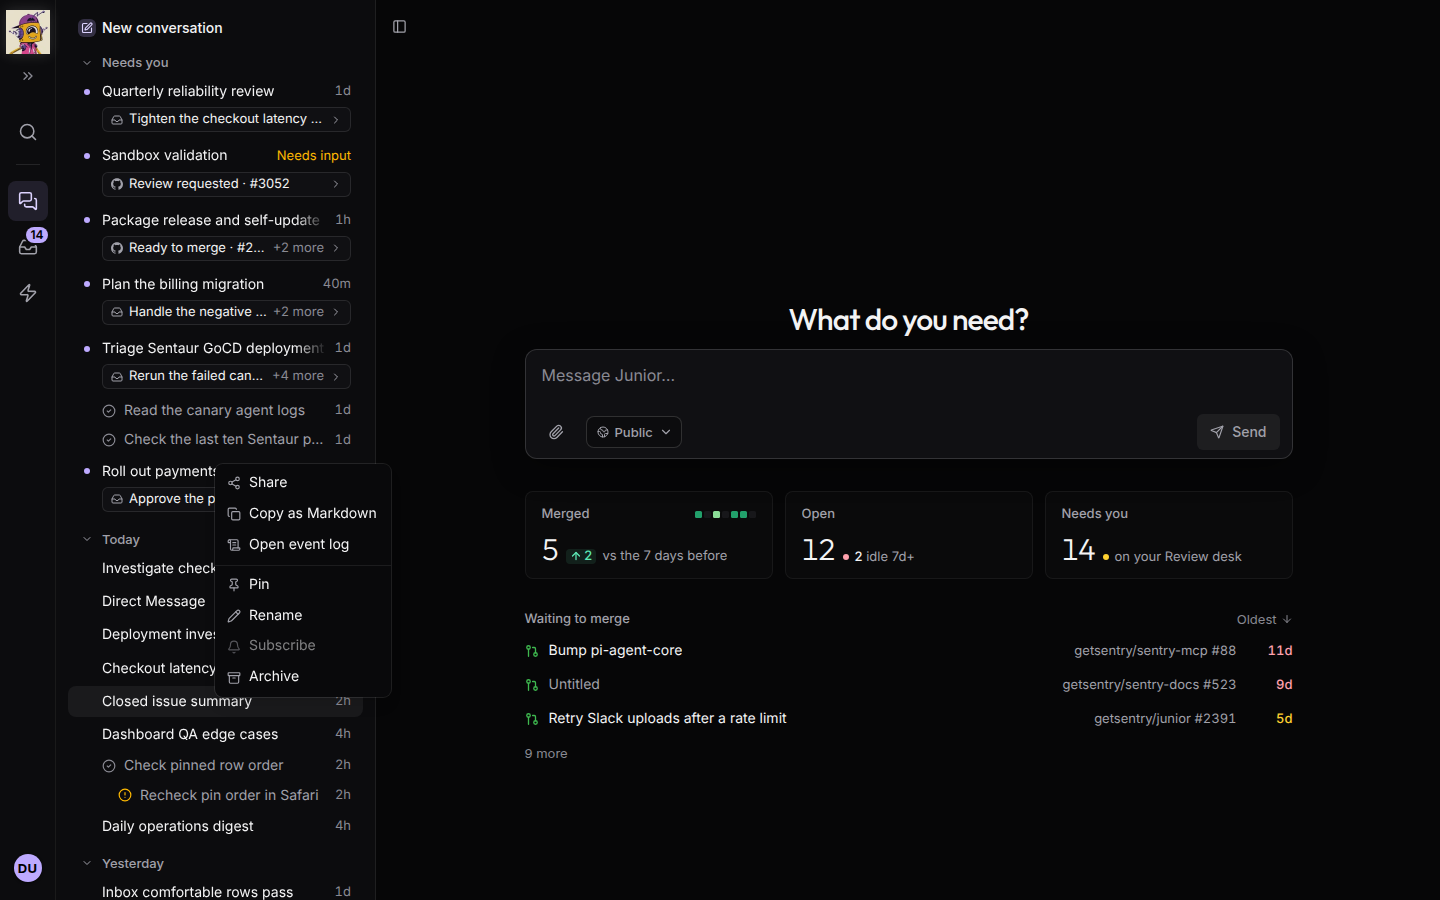 New conversation
Needs you
Quarterly reliability review 1d
Tighten the checkout latency ...
Sandbox validation Needs input
Review requested · #3052
Package release and self-update 1h
Ready to merge · #2... +2 more
Plan the billing migration 40m
Handle the negative ... +2 more
Triage Sentaur GoCD deployment 1d
Rerun the failed can... +4 more
Read the canary agent logs 1d
Check the last ten Sentaur p... 1d
Roll out payments
Approve the p
Share
Copy as Markdown
Open event log
Pin
Rename
Subscribe
Archive
Today
Investigate check
Direct Message
Deployment inves
Checkout latency
Closed issue summary 2h
Dashboard QA edge cases 4h
Check pinned row order 2h
Recheck pin order in Safari 2h
Daily operations digest 4h
Yesterday
Inbox comfortable rows pass 1d
14
DU
What do you need?
Message Junior...
Public
Send
Merged
5 2 vs the 7 days before
Open
12 2 idle 7d+
Needs you
14 on your Review desk
Waiting to merge Oldest
Bump pi-agent-core getsentry/sentry-mcp #88 11d
Untitled getsentry/sentry-docs #523 9d
Retry Slack uploads after a rate limit getsentry/junior #2391 5d
9 more